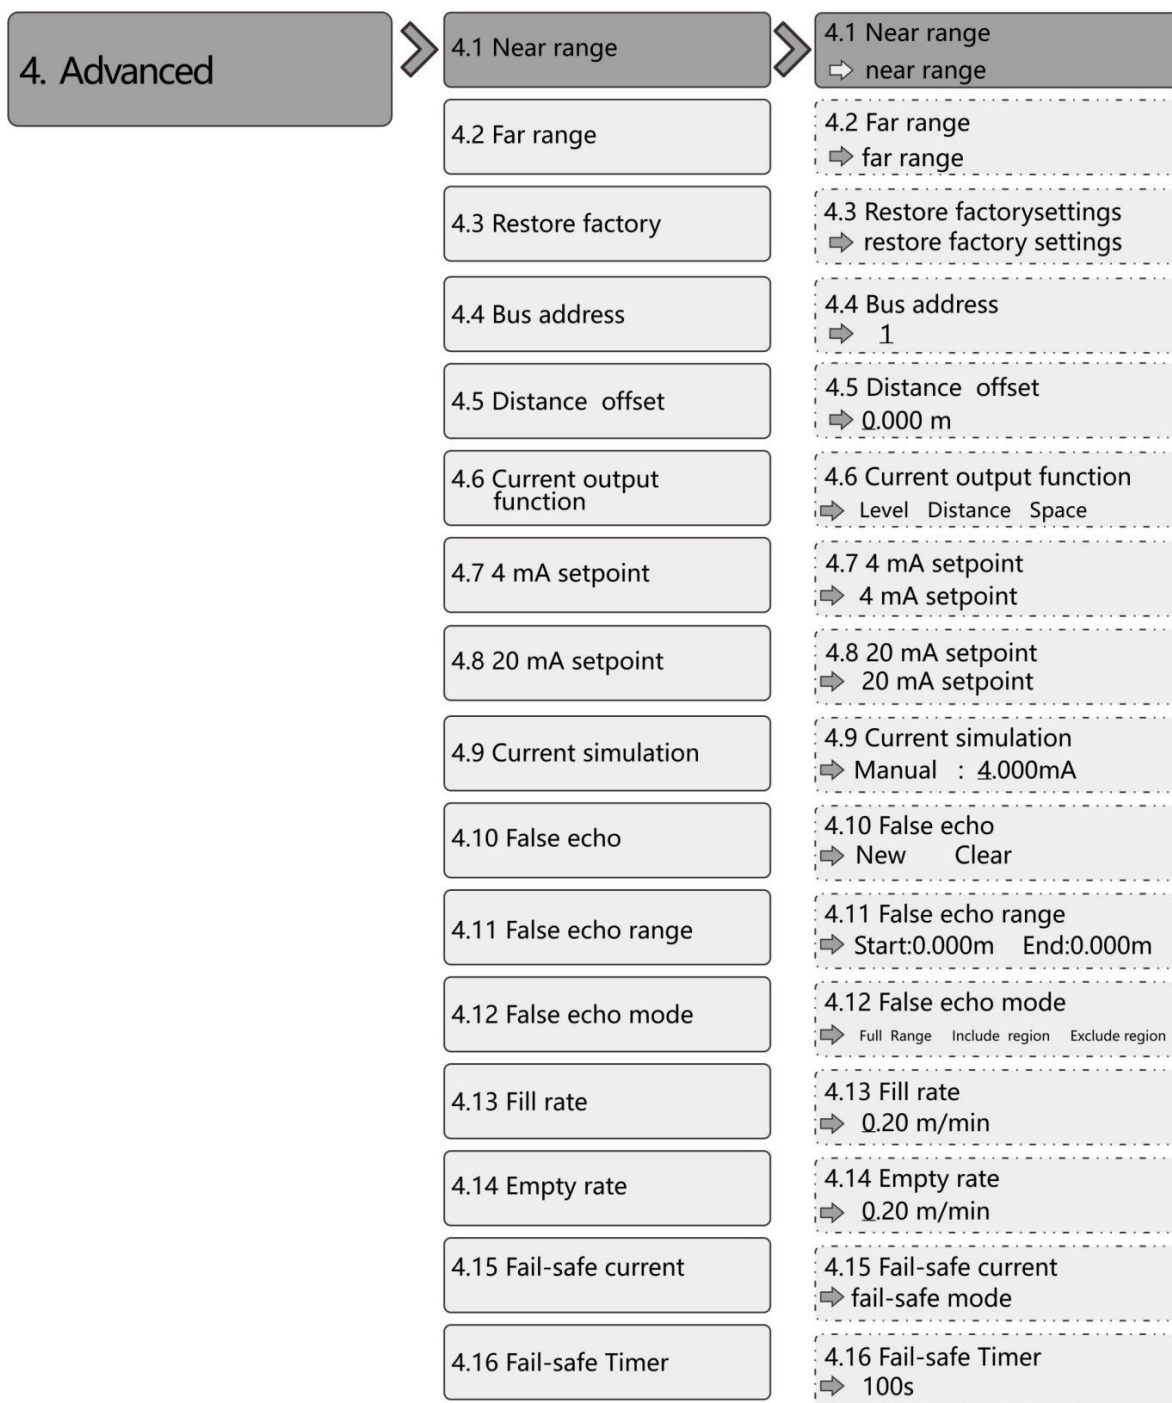 4. Advanced
4.1 Near range
4.1 Near range
near range
4.2 Far range
4.2 Far range
far range
4.3 Restore factory
4.3 Restore factorysettings
restore factory settings
4.4 Bus address
4.4 Bus address
1
4.5 Distance offset
4.5 Distance offset
0.000 m
4.6 Current output
function
4.6 Current output function
Level Distance Space
4.7 4 mA setpoint
4.7 4 mA setpoint
4 mA setpoint
4.8 20 mA setpoint
4.8 20 mA setpoint
20 mA setpoint
4.9 Current simulation
4.9 Current simulation
Manual : 4.000mA
4.10 False echo
4.10 False echo
New Clear
4.11 False echo range
4.11 False echo range
Start:0.000m End:0.000m
4.12 False echo mode
4.12 False echo mode
Full Range Include region Exclude region
4.13 Fill rate
4.13 Fill rate
0.20 m/min
4.14 Empty rate
4.14 Empty rate
0.20 m/min
4.15 Fail-safe current
4.15 Fail-safe current
fail-safe mode
4.16 Fail-safe Timer
4.16 Fail-safe Timer
100s